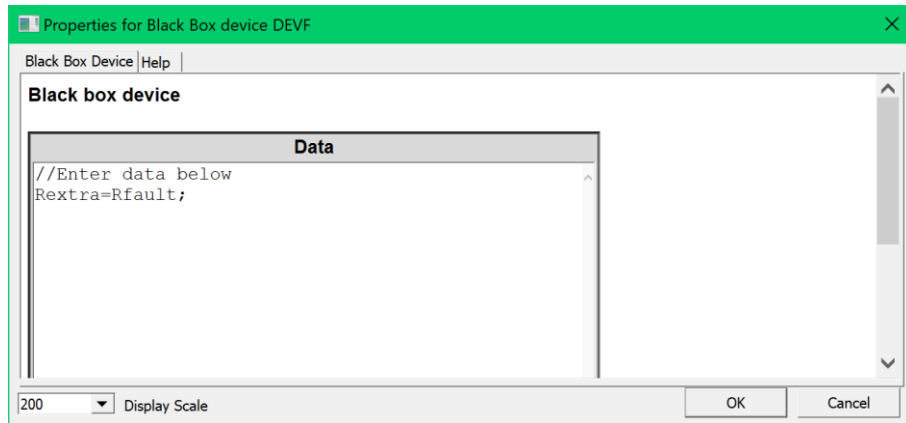 Properties for Black Box device DEVF
Black Box Device Help
Black box device
Data
//Enter data below
Rextra=Rfault;
200 Display Scale OK Cancel